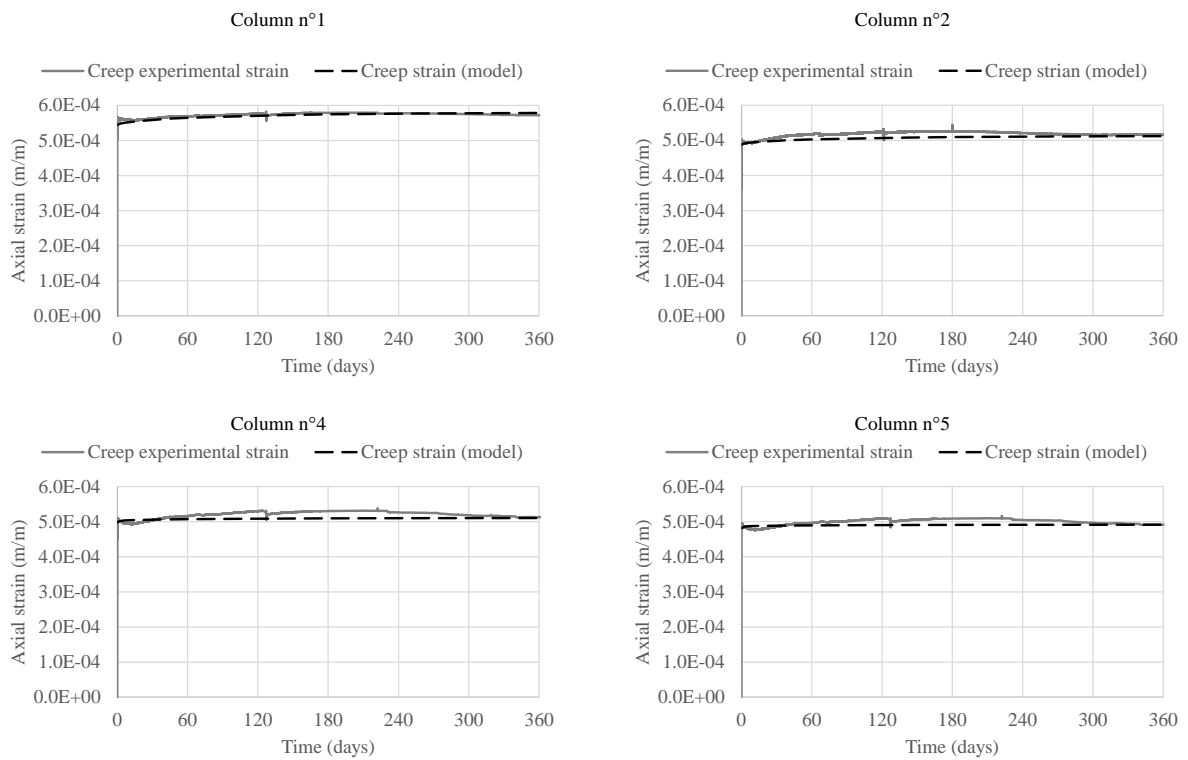 Column n°1
Creep experimental strain Creep strain (model)
6.0E-04
5.0E-04
4.0E-04
3.0E-04
2.0E-04
1.0E-04
0.0E+00
Axial strain (m/m)
0 60 120 180 240 300 360
Time (days)
Column n°2
Creep experimental strain Creep strian (model)
6.0E-04
5.0E-04
4.0E-04
3.0E-04
2.0E-04
1.0E-04
0.0E+00
Axial strain (m/m)
0 60 120 180 240 300 360
Time (days)
Column n°4
Creep experimental strain Creep strain (model)
6.0E-04
5.0E-04
4.0E-04
3.0E-04
2.0E-04
1.0E-04
0.0E+00
Axial strain (m/m)
0 60 120 180 240 300 360
Time (days)
Column n°5
Creep experimental strain Creep strain (model)
6.0E-04
5.0E-04
4.0E-04
3.0E-04
2.0E-04
1.0E-04
0.0E+00
Axial strain (m/m)
0 60 120 180 240 300 360
Time (days)